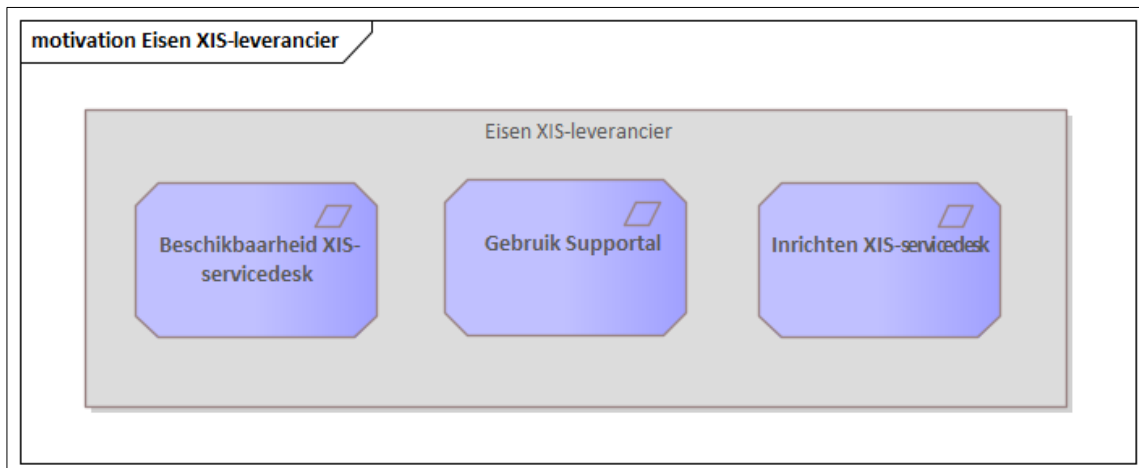 motivation Eisen XIS-leverancier
Eisen XIS-leverancier
Beschikbaarheid XIS-
servicedesk
Gebruik Supportal
Inrichten XIS-servicedesk